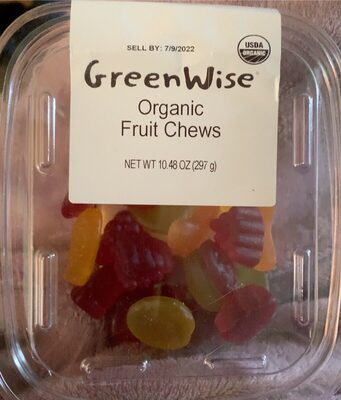 SELL BY: 7/9/2022
USDA
ORGANIC
GreenWise
Organic
Fruit Chews
NET WT 10.48 OZ (297 g)